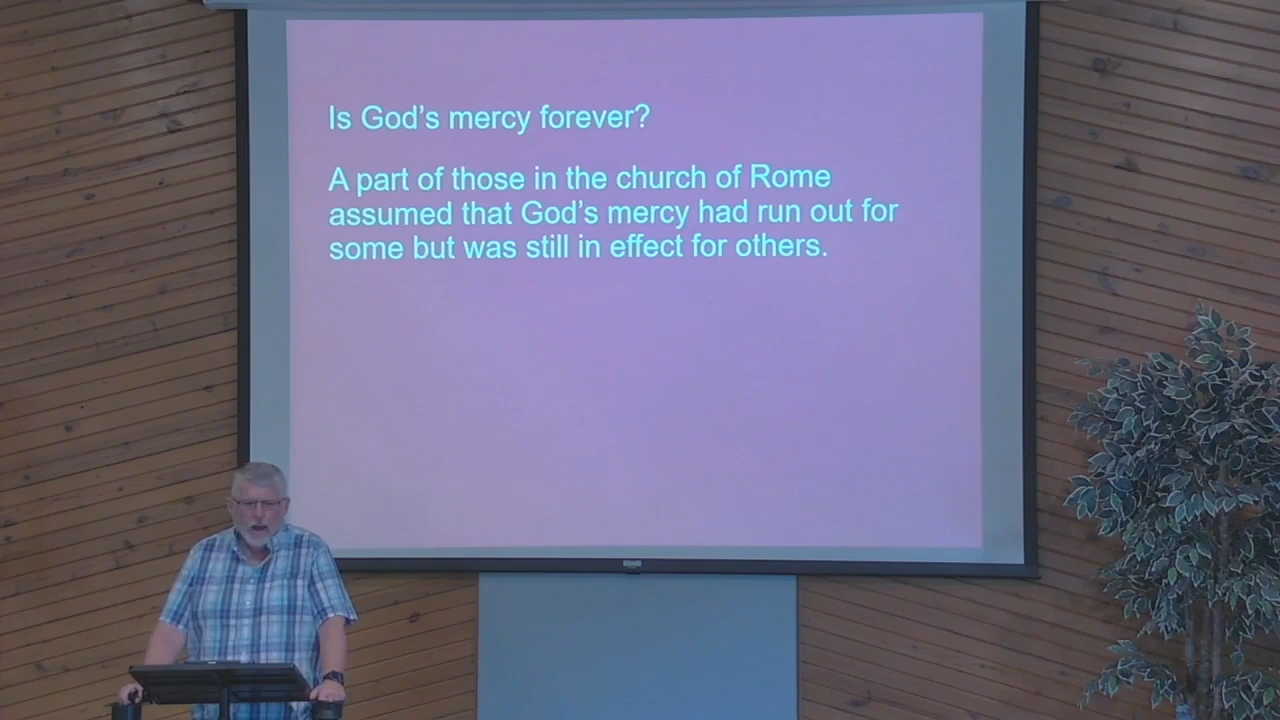 Is God's mercy forever?
A part of those in the church of Rome
assumed that God's mercy had run out for
some but was still in effect for others.